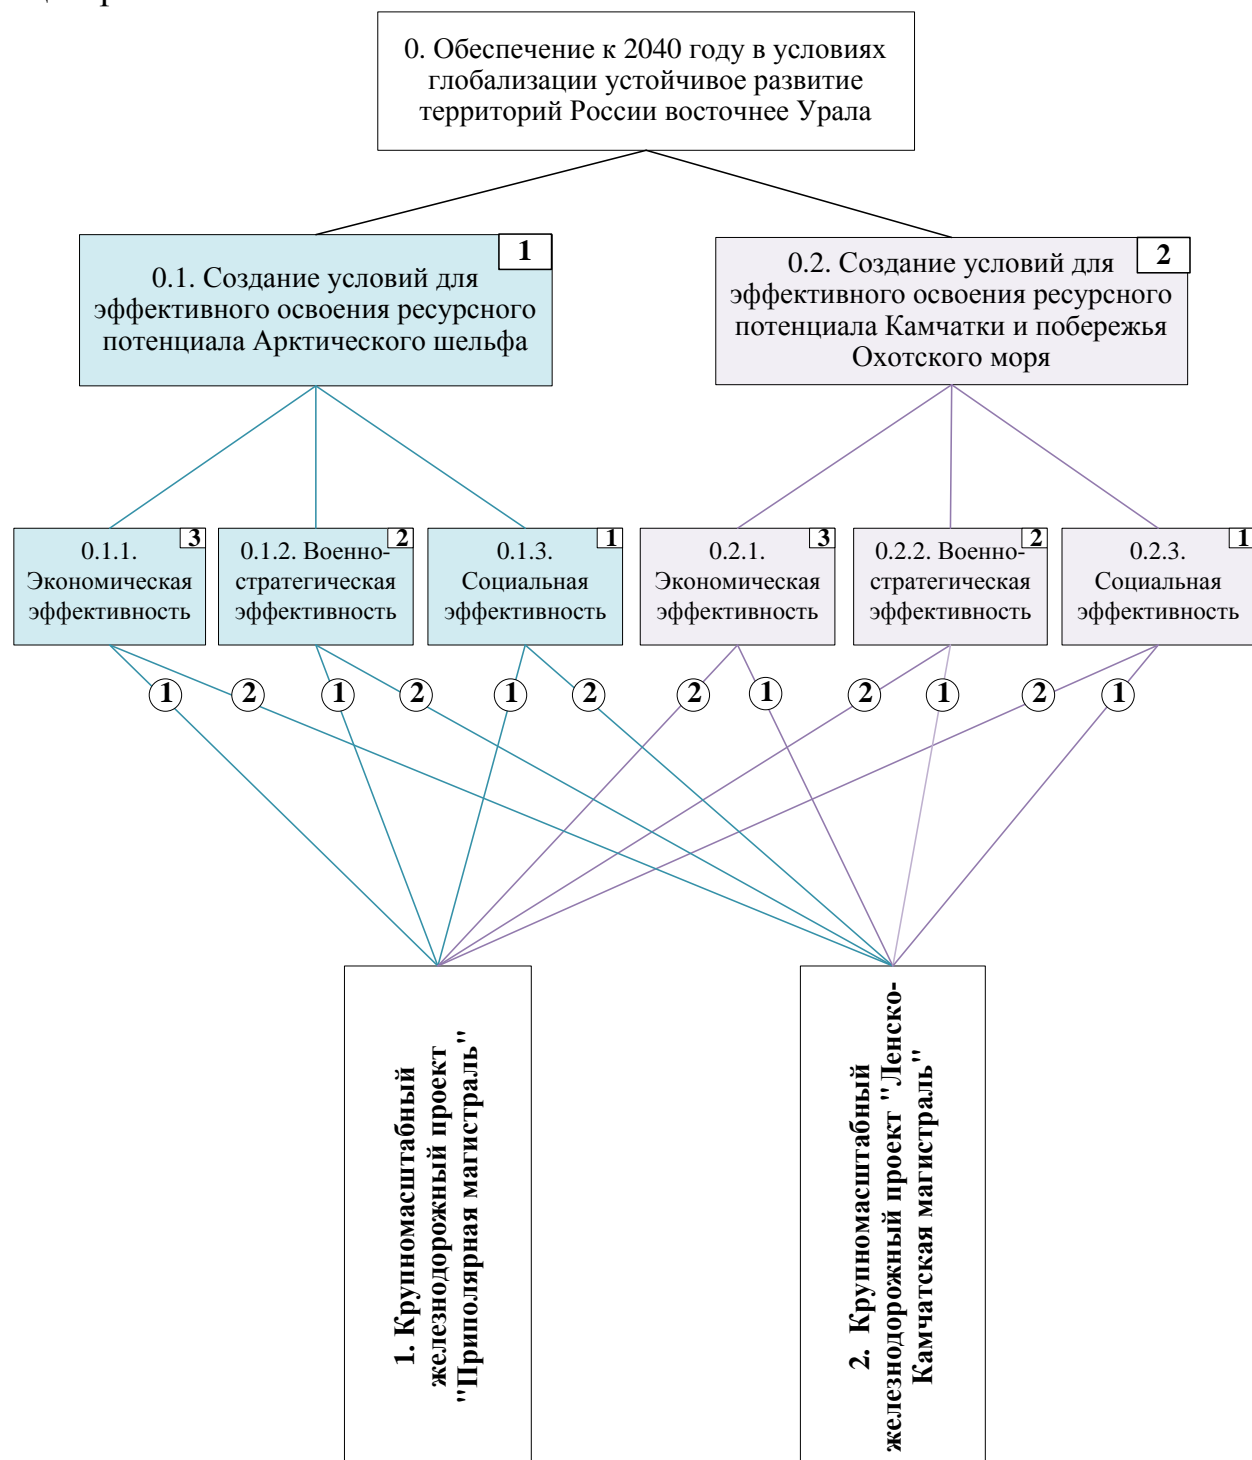 0. Обеспечение к 2040 году в условиях
глобализации устойчивое развитие
территорий России восточнее Урала
1
0.1. Создание условий для
эффективного освоения ресурсного
потенциала Арктического шельфа
2
0.2. Создание условий для
эффективного освоения ресурсного
потенциала Камчатки и побережья
Охотского моря
3
0.1.1.
Экономическая
эффективность
2
0.1.2. Военно-
стратегическая
эффективность
1
0.1.3.
Социальная
эффективность
3
0.2.1.
Экономическая
эффективность
2
0.2.2. Военно-
стратегическая
эффективность
1
0.2.3.
Социальная
эффективность
1 2 1 2 1 2 2 1 2 1 2 1
1. Крупномасштабный
железнодорожный проект
"Приполярная магистраль"
2. Крупномасштабный
железнодорожный проект "Ленско-
Камчатская магистраль"